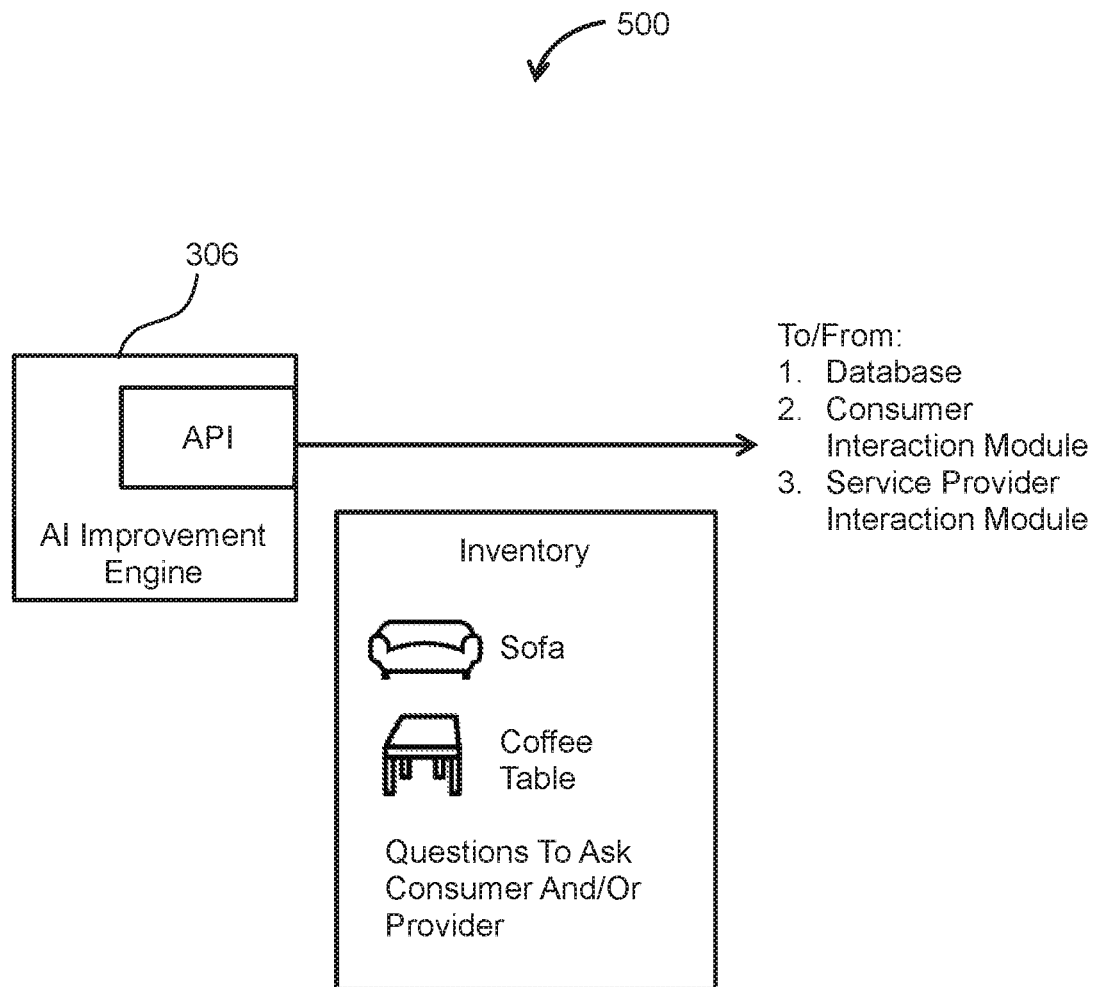 500
306
API
AI Improvement
Engine
To/From:
1. Database
2. Consumer
Interaction Module
3. Service Provider
Interaction Module
Inventory
Sofa
Coffee
Table
Questions To Ask
Consumer And/Or
Provider